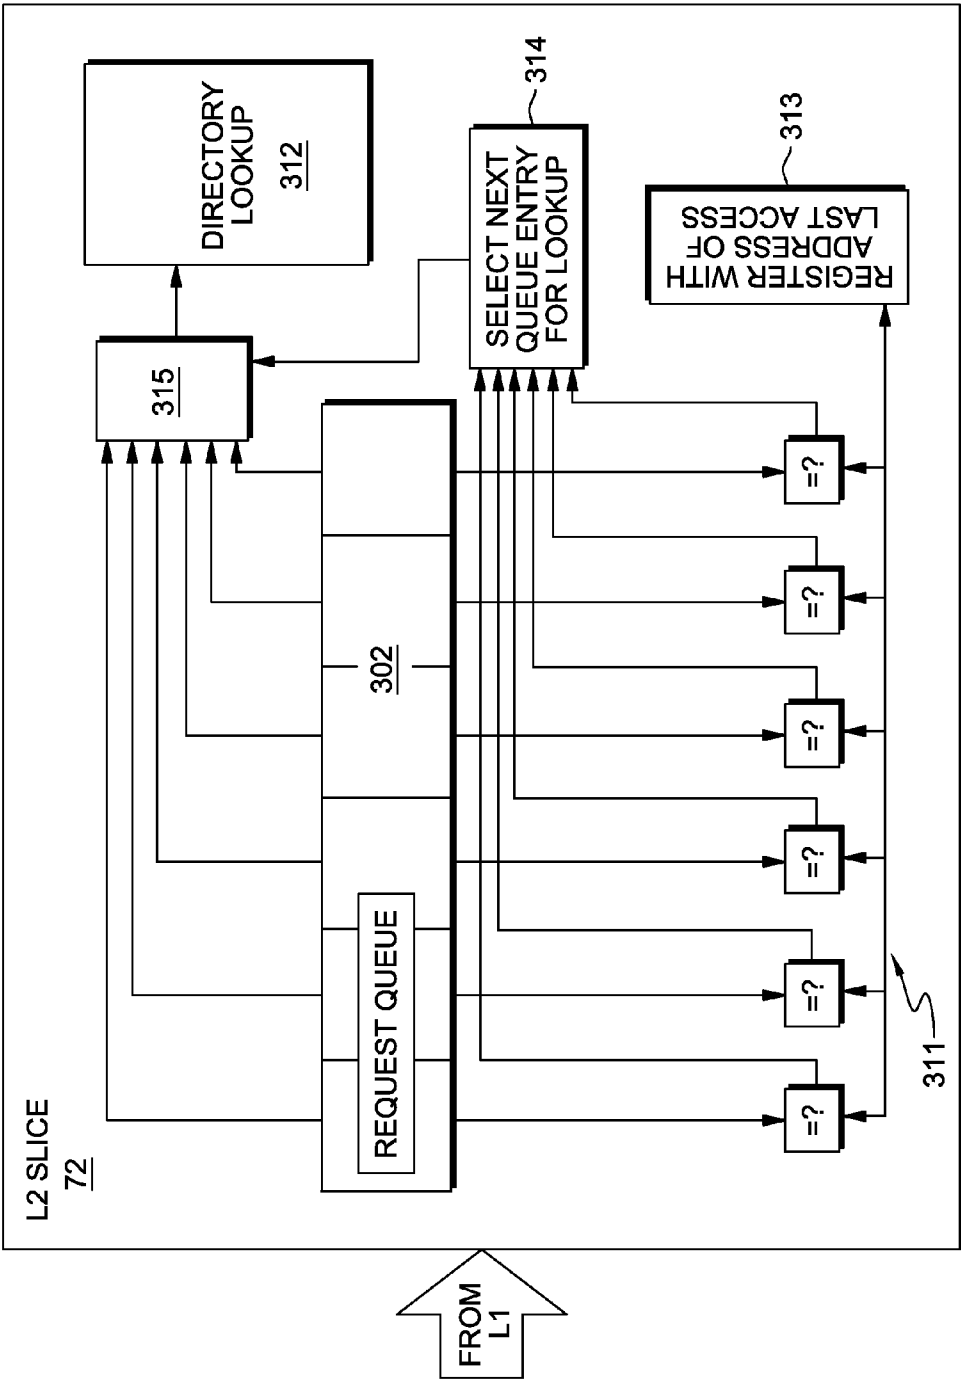 L2 SLICE
72
DIRECTORY
LOOKUP
312
315
SELECT NEXT
QUEUE ENTRY
FOR LOOKUP
314
REGISTER WITH
ADDRESS OF
LAST ACCESS
313
302
REQUEST QUEUE
=?
=?
=?
=?
=?
=?
311
FROM
L1